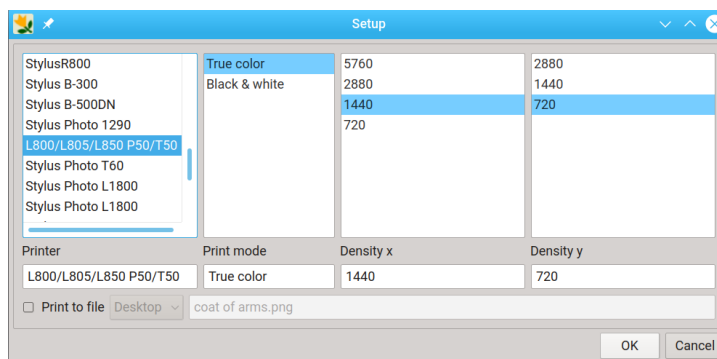 Setup
StylusR800
Stylus B-300
Stylus B-500DN
Stylus Photo 1290
L800/L805/L850 P50/T50
Stylus Photo T60
Stylus Photo L1800
Stylus Photo L1800
True color
Black & white
5760
2880
1440
720
2880
1440
720
Printer
Print mode
Density x
Density y
L800/L805/L850 P50/T50
True color
1440
720
Print to file
Desktop
coat of arms.png
OK
Cancel